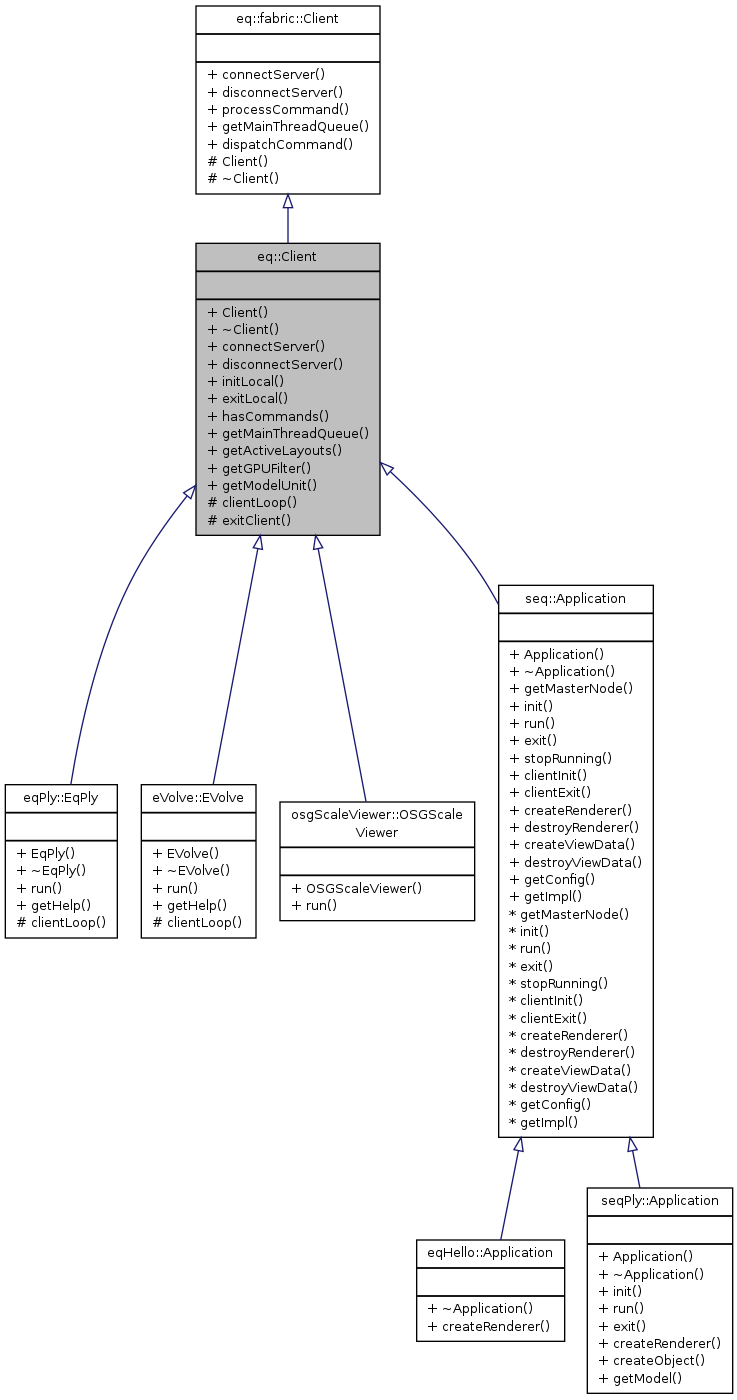 eq::fabric::Client
+ connectServer()
+ disconnectServer()
+ processCommand()
+ getMainThreadQueue()
+ dispatchCommand()
# Client()
# ~Client()
eq::Client
+ Client()
+ ~Client()
+ connectServer()
+ disconnectServer()
+ initLocal()
+ exitLocal()
+ hasCommands()
+ getMainThreadQueue()
+ getActiveLayouts()
+ getGPUFilter()
+ getModelUnit()
# clientLoop()
# exitClient()
eqPly::EqPly
+ EqPly()
+ ~EqPly()
+ run()
+ getHelp()
# clientLoop()
eVolve::EVolve
+ EVolve()
+ ~EVolve()
+ run()
+ getHelp()
# clientLoop()
osgScaleViewer::OSGScale
Viewer
+ OSGScaleViewer()
+ run()
seq::Application
+ Application()
+ ~Application()
+ getMasterNode()
+ init()
+ run()
+ exit()
+ stopRunning()
+ clientInit()
+ clientExit()
+ createRenderer()
+ destroyRenderer()
+ createViewData()
+ destroyViewData()
+ getConfig()
+ getImpl()
* getMasterNode()
* init()
* run()
* exit()
* stopRunning()
* clientInit()
* clientExit()
* createRenderer()
* destroyRenderer()
* createViewData()
* destroyViewData()
* getConfig()
* getImpl()
eqHello::Application
+ ~Application()
+ createRenderer()
seqPly::Application
+ Application()
+ ~Application()
+ init()
+ run()
+ exit()
+ createRenderer()
+ createObject()
+ getModel()